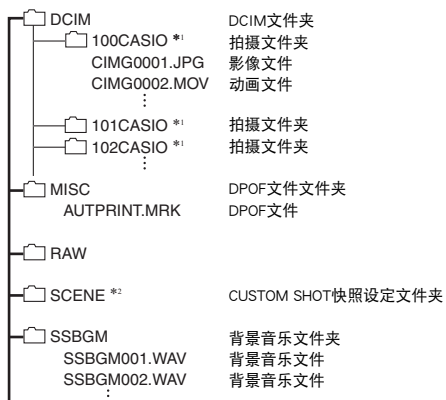 DCIM DCIM文件夹
100CASIO *1 拍摄文件夹
CIMG0001.JPG 影像文件
CIMG0002.MOV 动画文件
⋮
101CASIO *1 拍摄文件夹
102CASIO *1 拍摄文件夹
⋮
MISC DPOF文件文件夹
AUTPRINT.MRK DPOF文件
RAW
SCENE *2 CUSTOM SHOT快照设定文件夹
SSBGM 背景音乐文件夹
SSBGM001.WAV 背景音乐文件
SSBGM002.WAV 背景音乐文件
⋮